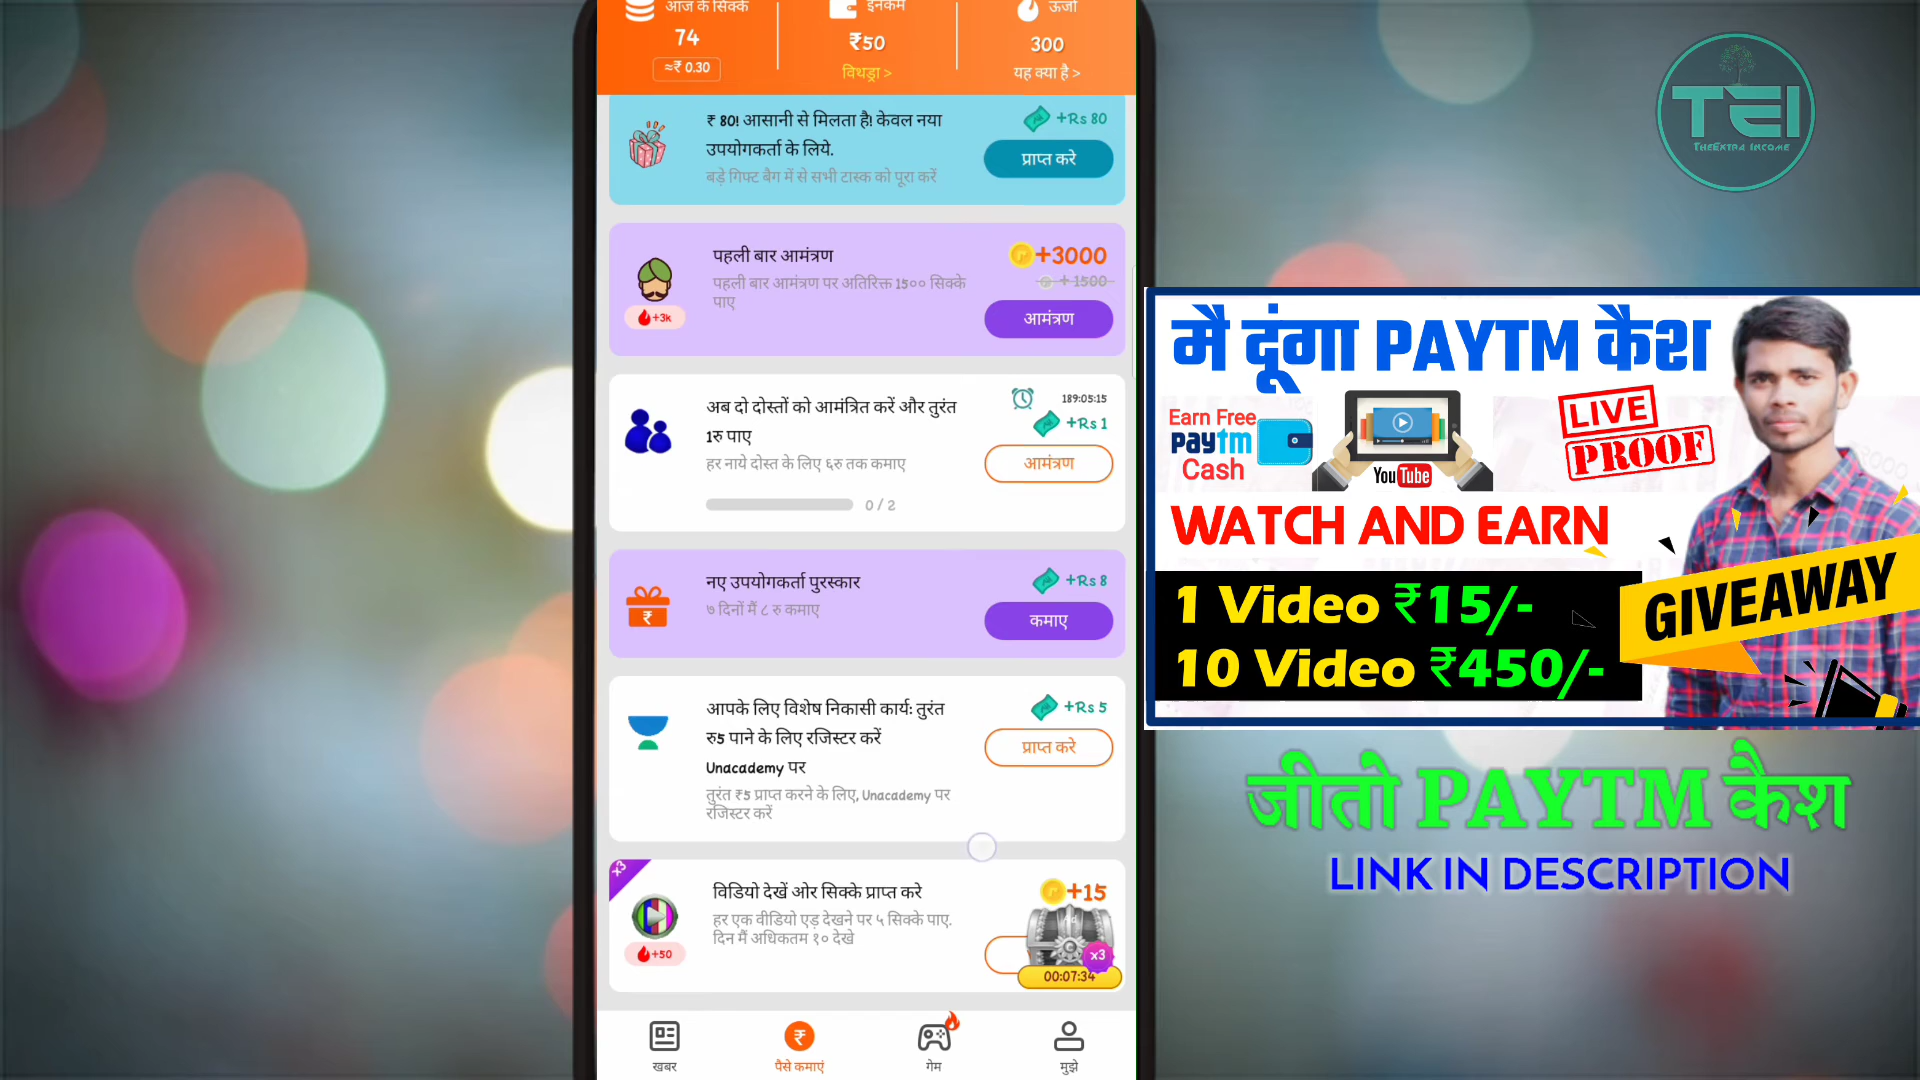 आज के सिक्के
74
≈₹ 0.30
इनकम
₹50
विथड्रा >
ऊर्जा
300
यह क्या है >
₹ 80! आसानी से मिलता है! केवल नया
उपयोगकर्ता के लिये.
बड़े गिफ्ट बैग में से सभी टास्क को पूरा करें
+Rs 80
प्राप्त करे
पहली बार आमंत्रण
पहली बार आमंत्रण पर अतिरिक्त 15०० सिक्के
पाए
+3k
+3000
+ 1500
आमंत्रण
अब दो दोस्तों को आमंत्रित करें और तुरंत
1रु पाए
हर नाये दोस्त के लिए ६रु तक कमाए
0 / 2
189:05:15
+Rs 1
आमंत्रण
नए उपयोगकर्ता पुरस्कार
७ दिनों मैं ८ रु कमाए
+Rs 8
कमाए
आपके लिए विशेष निकासी कार्य: तुरंत
रु5 पाने के लिए रजिस्टर करें
Unacademy पर
तुरंत ₹5 प्राप्त करने के लिए, Unacademy पर
रजिस्टर करें
+Rs 5
प्राप्त करे
x3
विडियो देखें ओर सिक्के प्राप्त करे
हर एक वीडियो एड देखने पर ५ सिक्के पाए.
दिन मैं अधिकतम १० देखे
+50
+15
x3
00:07:34
खबर
पैसे कमाएं
गेम
मुझे
TEI
TheExtra Income
मै दूंगा PAYTM कैश
Earn Free
paytm
Cash
YouTube
LIVE
PROOF
WATCH AND EARN
1 Video ₹15/-
10 Video ₹450/-
GIVEAWAY
जीतो PAYTM कैश
LINK IN DESCRIPTION